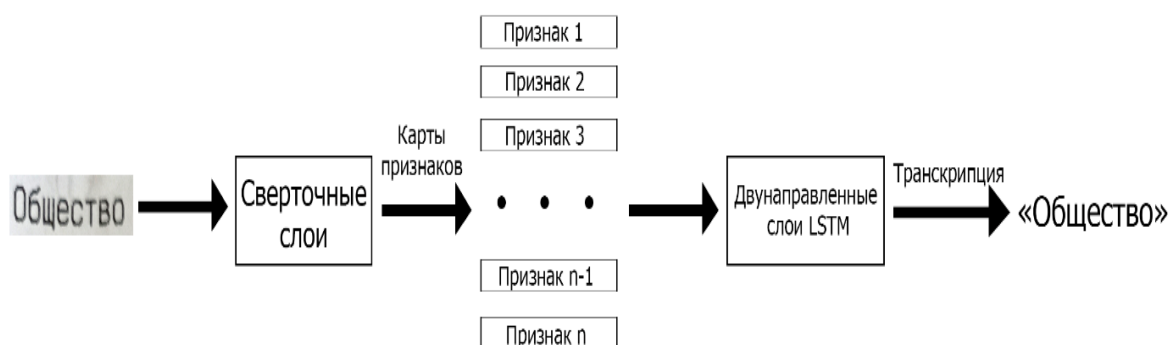 Признак 1
Признак 2
Признак 3
Карты
признаков
Общество
Сверточные
слои
• • •
Двунаправленные
слои LSTM
Транскрипция
«Общество»
Признак n-1
Признак n